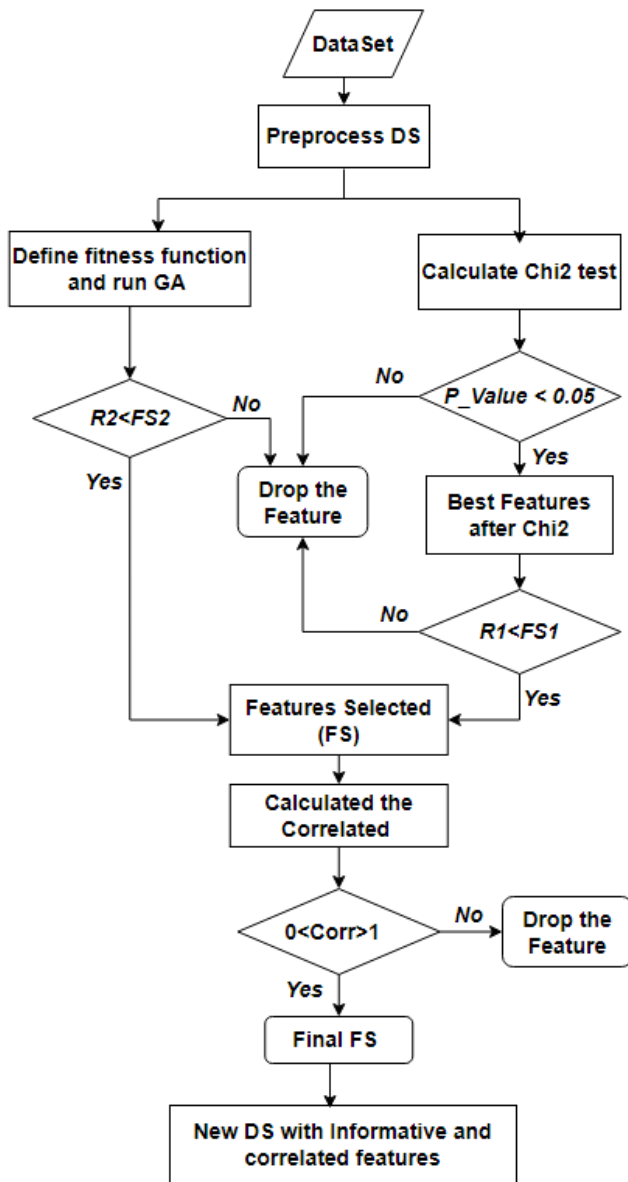 DataSet
Preprocess DS
Define fitness function
and run GA
Calculate Chi2 test
No
P_Value < 0.05
R2<FS2
No
Yes
Yes
Drop the
Feature
Best Features
after Chi2
No
R1<FS1
Yes
Features Selected
(FS)
Calculated the
Correlated
0<Corr>1
No
Drop the
Feature
Yes
Final FS
New DS with Informative and
correlated features